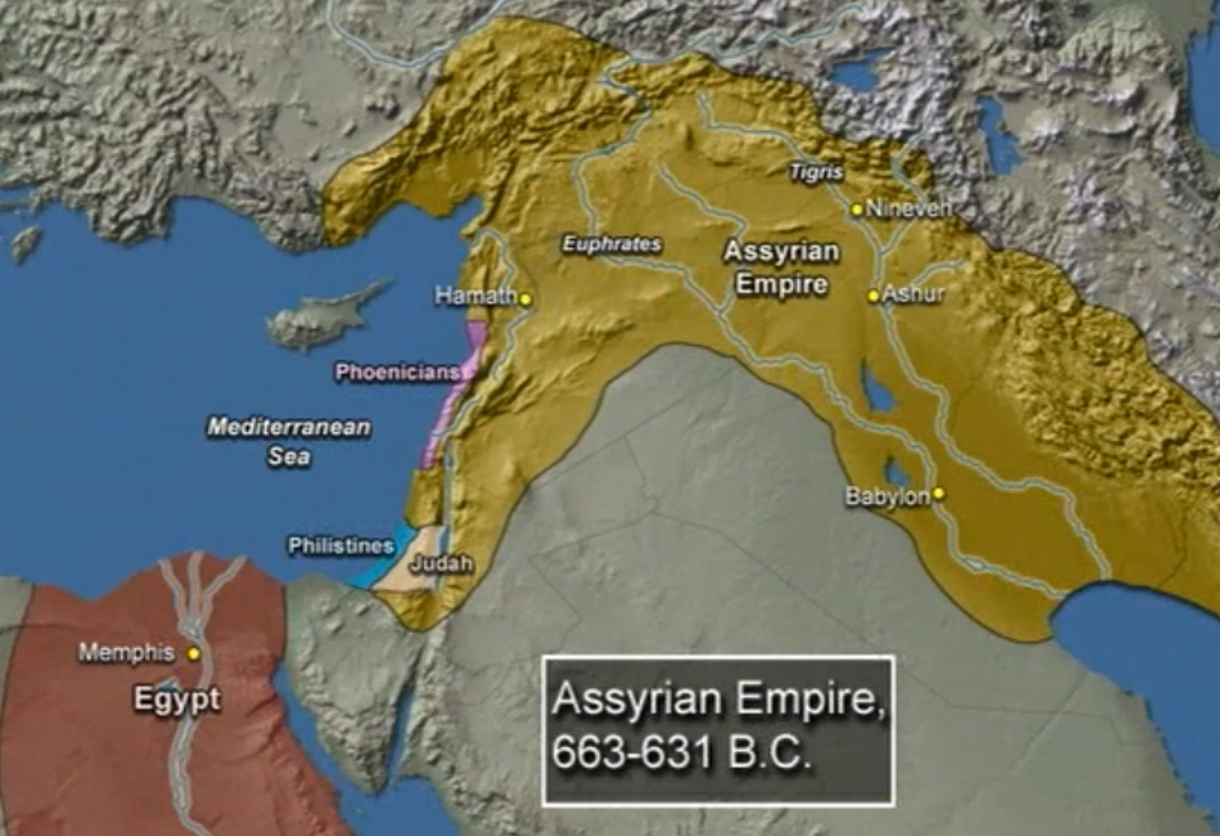 Tigris
Nineveh
Euphrates
Assyrian
Empire
Hamath
Ashur
Phoenicians
Mediterranean
Sea
Babylon
Philistines
Judah
Memphis
Egypt
Assyrian Empire,
663-631 B.C.